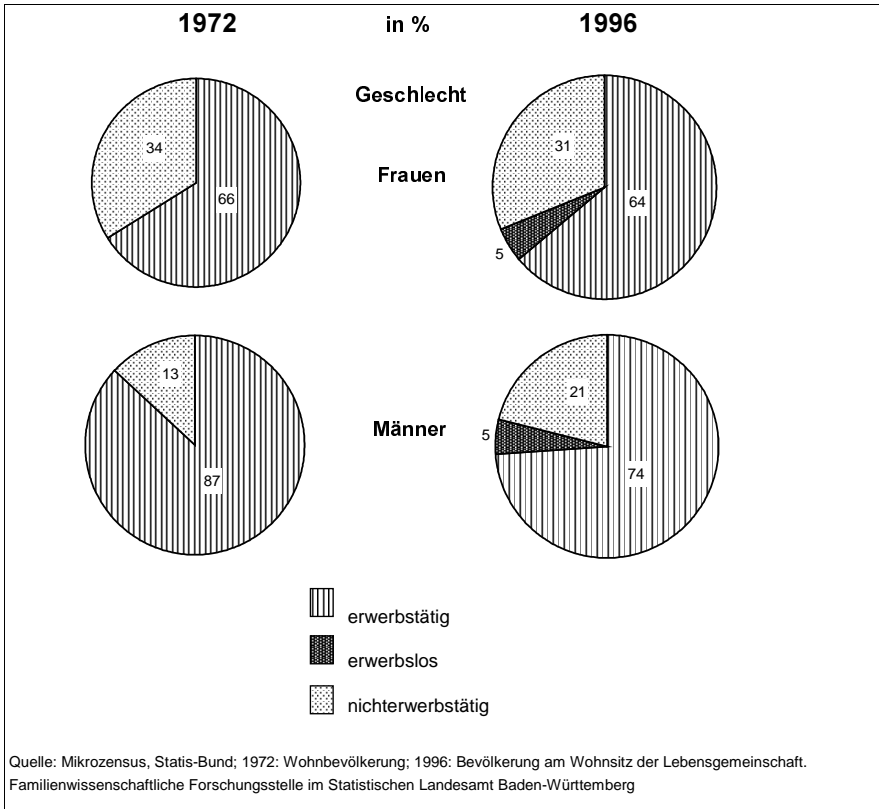 1972 in % 1996
Geschlecht
34
66
Frauen
31
64
5
13
87
Männer
21
5
74
erwerbstätig
erwerbslos
nichterwerbstätig
Quelle: Mikrozensus, Statis-Bund; 1972: Wohnbevölkerung; 1996: Bevölkerung am Wohnsitz der Lebensgemeinschaft.
Familienwissenschaftliche Forschungsstelle im Statistischen Landesamt Baden-Württemberg